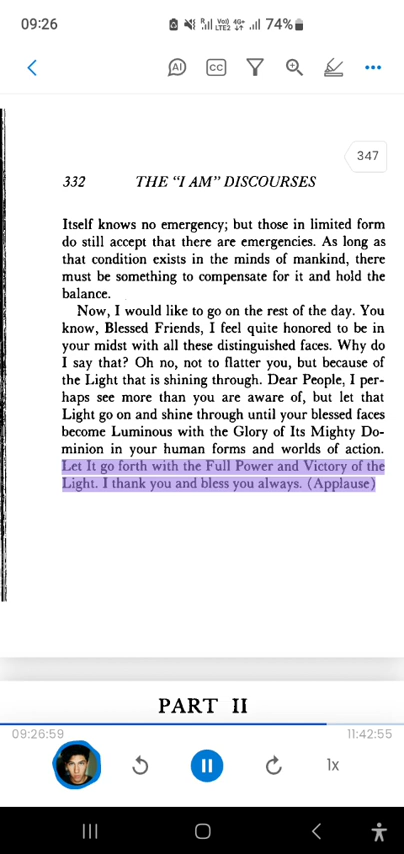 09:26
R
Vo))
LTE2
4G+
74%
AI
CC
347
332 THE “I AM” DISCOURSES
Itself knows no emergency; but those in limited form
do still accept that there are emergencies. As long as
that condition exists in the minds of mankind, there
must be something to compensate for it and hold the
balance.
Now, I would like to go on the rest of the day. You
know, Blessed Friends, I feel quite honored to be in
your midst with all these distinguished faces. Why do
I say that? Oh no, not to flatter you, but because of
the Light that is shining through. Dear People, I per-
haps see more than you are aware of, but let that
Light go on and shine through until your blessed faces
become Luminous with the Glory of Its Mighty Do-
minion in your human forms and worlds of action.
Let It go forth with the Full Power and Victory of the
Light. I thank you and bless you always. (Applause)
PART II
09:26:59 11:42:55
1x